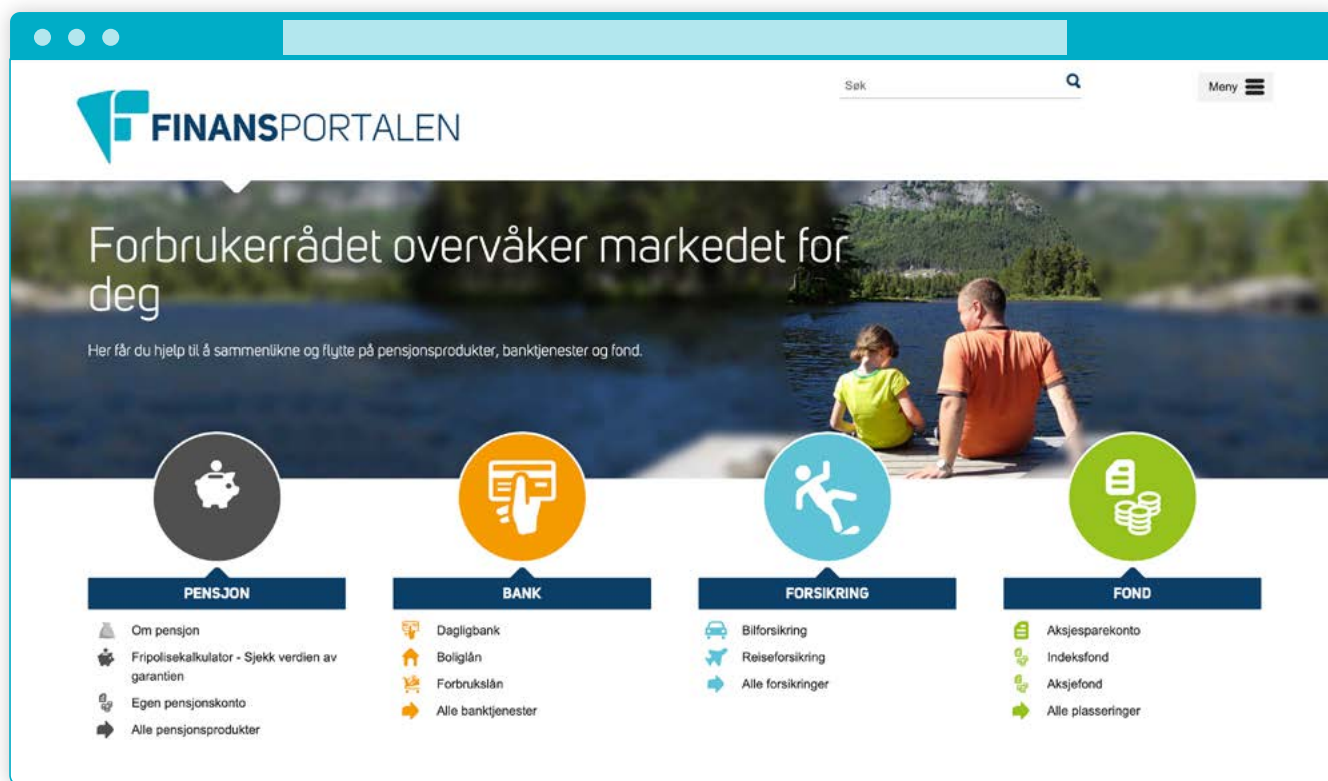 Søk
Meny
FINANSPORTALEN
Forbrukerrådet overvåker markedet for
deg
Her får du hjelp til å sammenlikne og flytte på pensjonsprodukter, banktjenester og fond.
PENSJON
Om pensjon
Fripolisekalkulator - Sjekk verdien av
garantien
Egen pensjonskonto
Alle pensjonsprodukter
BANK
Dagligbank
Boliglån
Forbrukslån
Alle banktjenester
FORSIKRING
Bilforsikring
Reiseforsikring
Alle forsikringer
FOND
Aksjesparekonto
Indeksfond
Aksjefond
Alle plasseringer